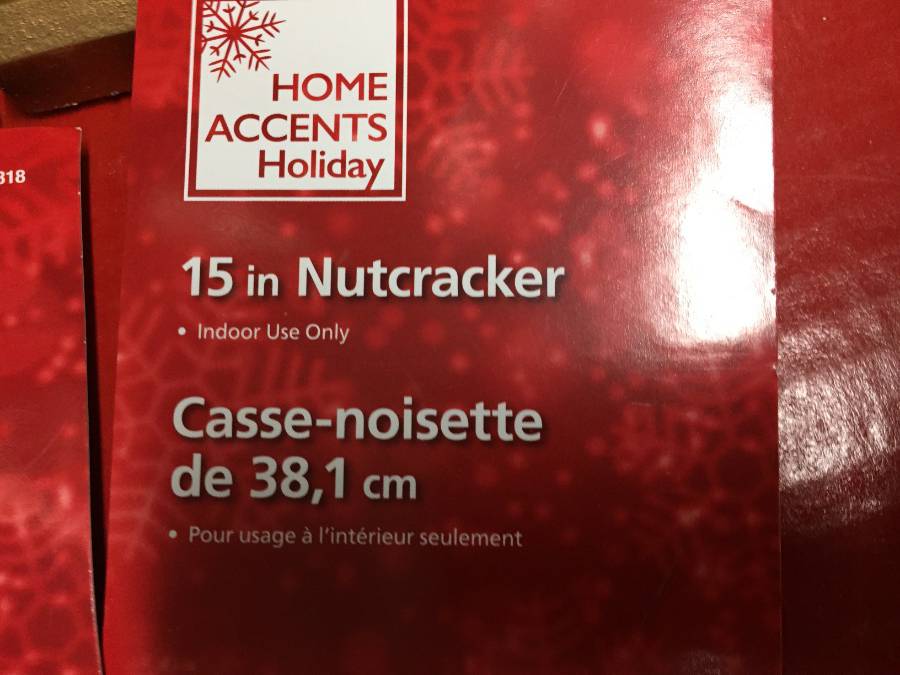 HOME
ACCENTS
Holiday
318
15 in Nutcracker
• Indoor Use Only
Casse-noisette
de 38,1 cm
• Pour usage à l'intérieur seulement